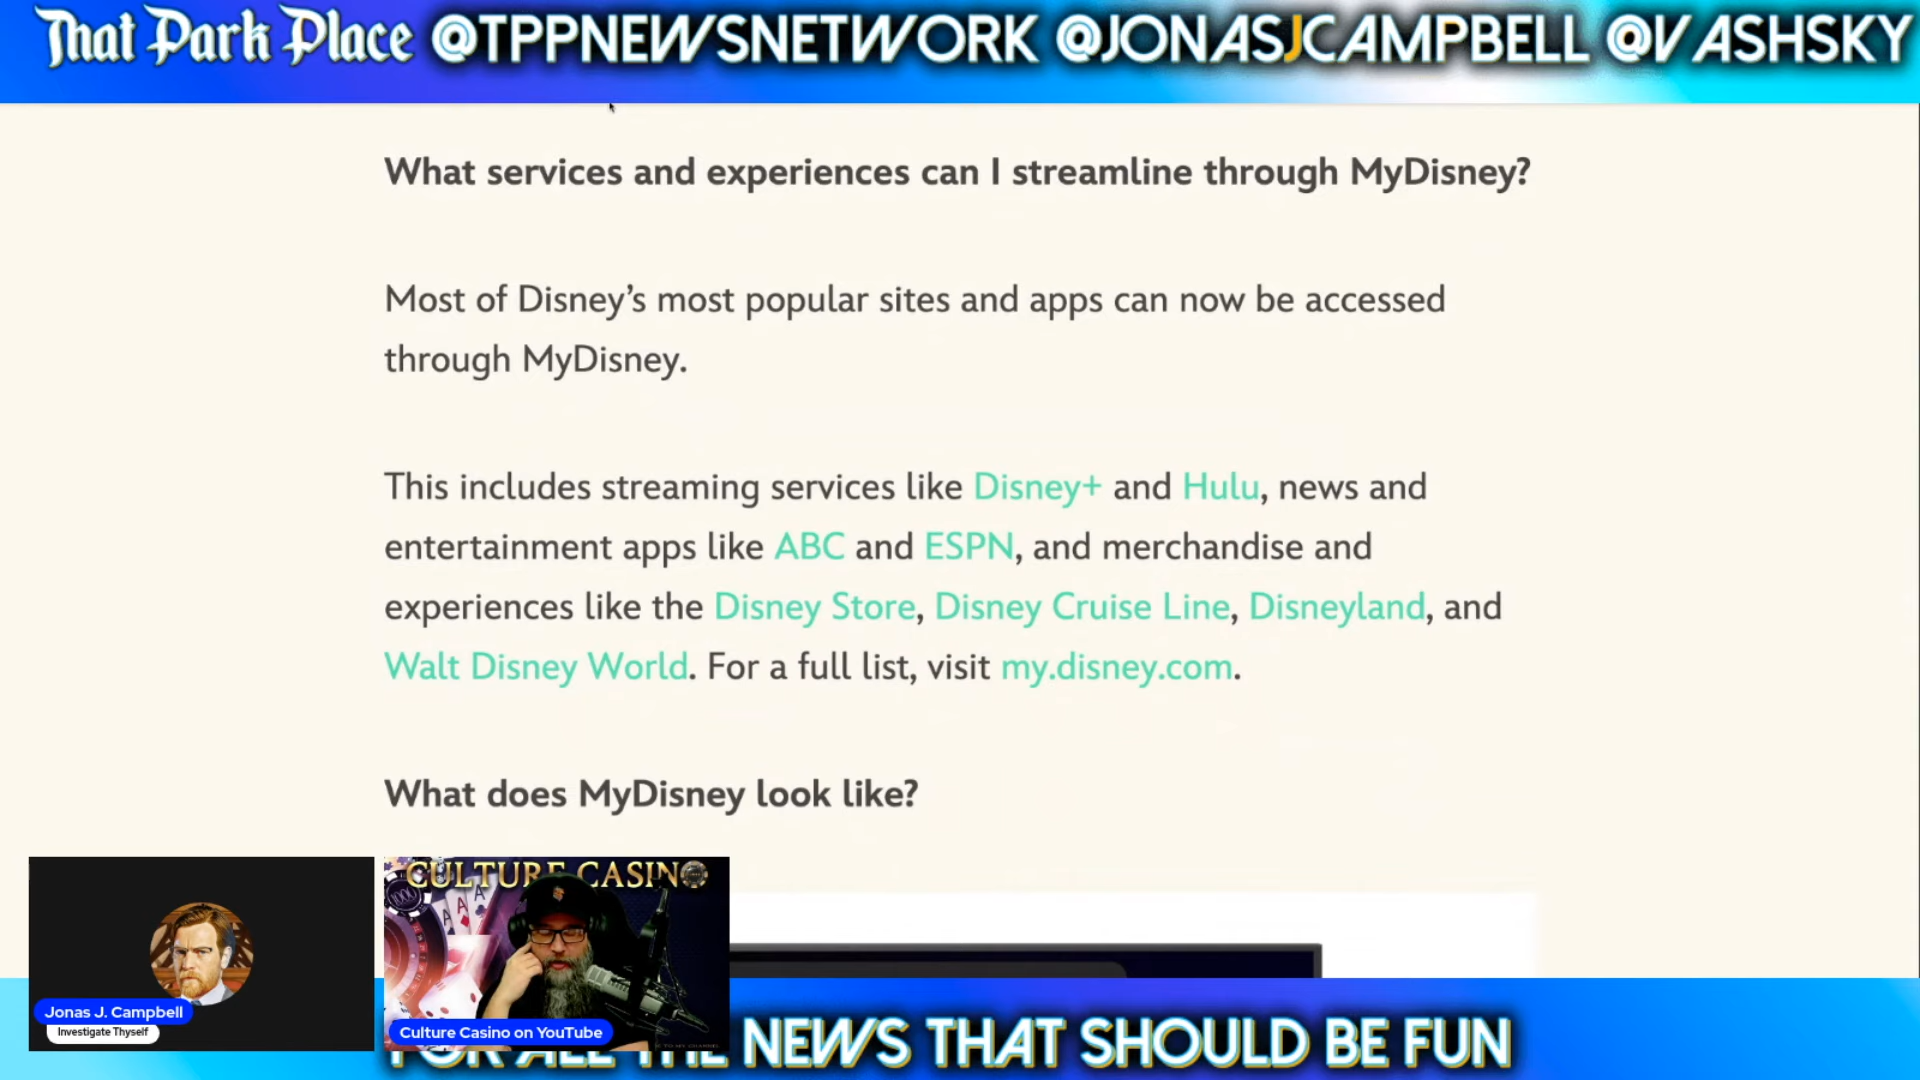 That Park Place @TPPNEWSNETWORK @JONASJCAMPBELL @VASHSKY
What services and experiences can I streamline through MyDisney?
Most of Disney’s most popular sites and apps can now be accessed
through MyDisney.
This includes streaming services like Disney+ and Hulu, news and
entertainment apps like ABC and ESPN, and merchandise and
experiences like the Disney Store, Disney Cruise Line, Disneyland, and
Walt Disney World. For a full list, visit my.disney.com.
What does MyDisney look like?
CULTURE CASINO
Jonas J. Campbell
Investigate Thyself
Culture Casino on YouTube
FOR ALL THE NEWS THAT SHOULD BE FUN